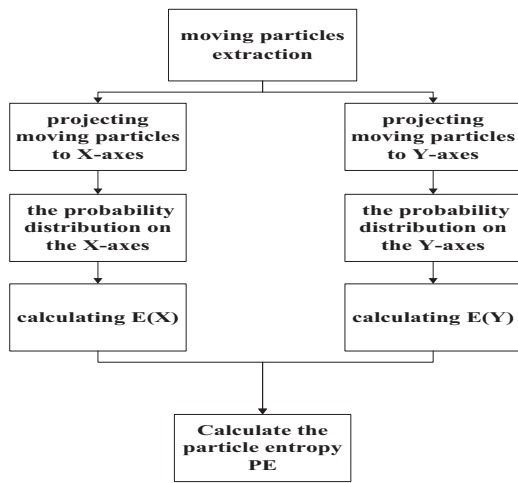 moving particles
extraction
projecting
moving particles
to X-axes
projecting
moving particles
to Y-axes
the probability
distribution on
the X-axes
the probability
distribution on
the Y-axes
calculating E(X)
calculating E(Y)
Calculate the
particle entropy
PE